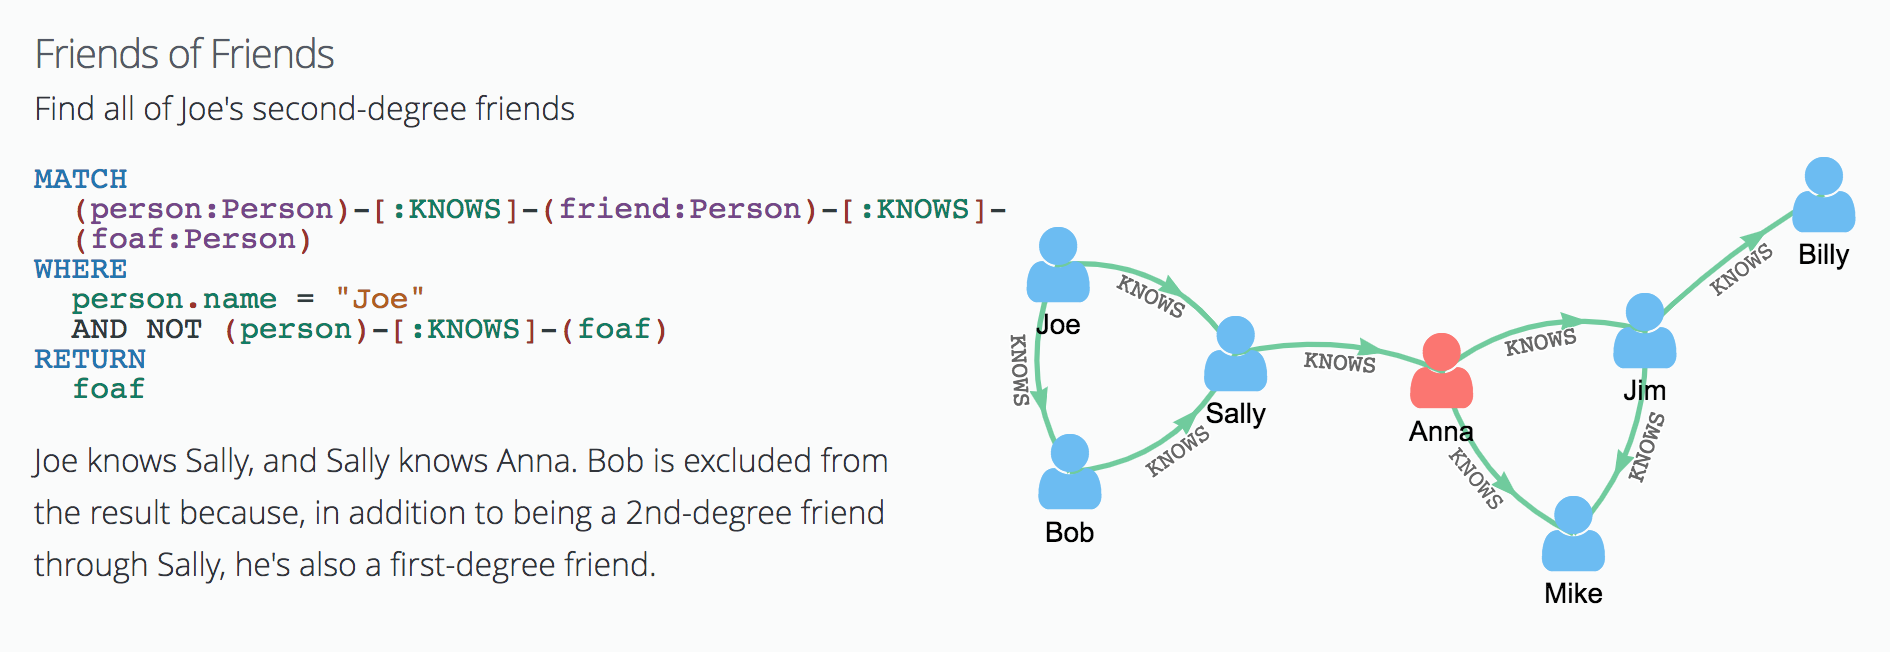 Friends of Friends
Find all of Joe's second-degree friends
MATCH
(person:Person)-[:KNOWS]-(friend:Person)-[:KNOWS]-
(foaf:Person)
WHERE
person.name = "Joe"
AND NOT (person)-[:KNOWS]-(foaf)
RETURN
foaf
Joe knows Sally, and Sally knows Anna. Bob is excluded from
the result because, in addition to being a 2nd-degree friend
through Sally, he's also a first-degree friend.
Joe
KNOWS
KNOWS
Bob
KNOWS
Sally
KNOWS
Anna
KNOWS
KNOWS
Jim
KNOWS
KNOWS
Billy
Mike